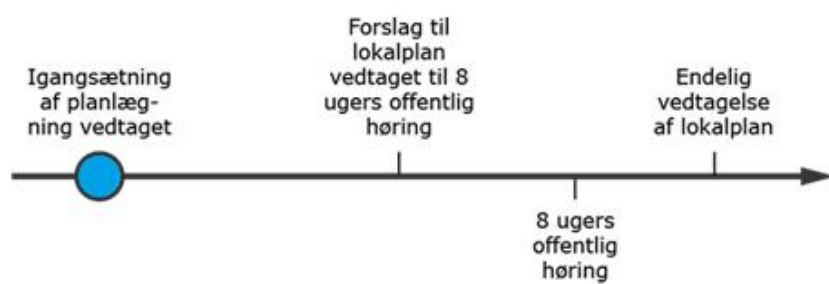 Igangsætning
af planlæg-
ning vedtaget
Forslag til
lokalplan
vedtaget til 8
ugers offentlig
høring
8 ugers
offentlig
høring
Endelig
vedtagelse
af lokalplan